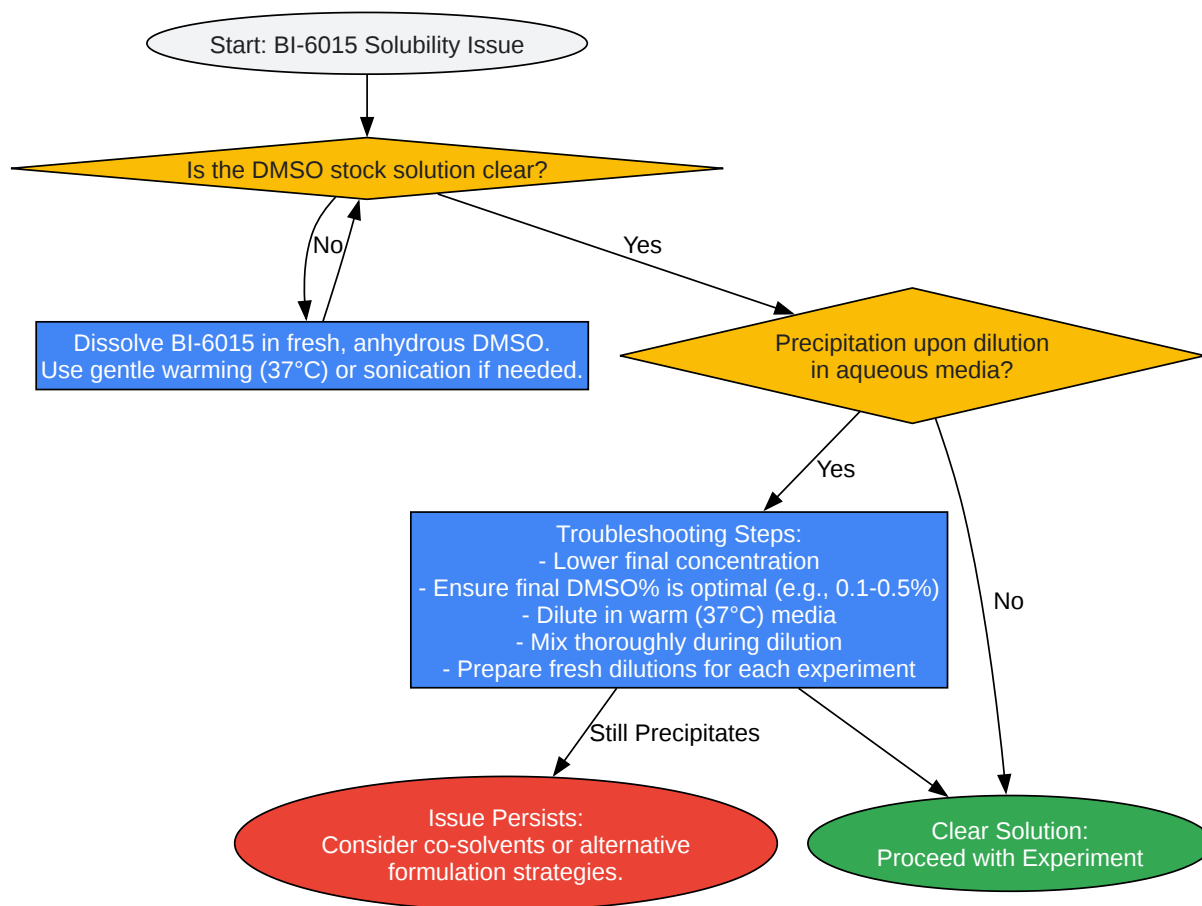 Start: BI-6015 Solubility Issue
Is the DMSO stock solution clear?
No
Yes
Dissolve BI-6015 in fresh, anhydrous DMSO.
Use gentle warming (37°C) or sonication if needed.
Precipitation upon dilution
in aqueous media?
Yes
No
Troubleshooting Steps:
- Lower final concentration
- Ensure final DMSO% is optimal (e.g., 0.1-0.5%)
- Dilute in warm (37°C) media
- Mix thoroughly during dilution
- Prepare fresh dilutions for each experiment
Still Precipitates
Issue Persists:
Consider co-solvents or alternative
formulation strategies.
Clear Solution:
Proceed with Experiment